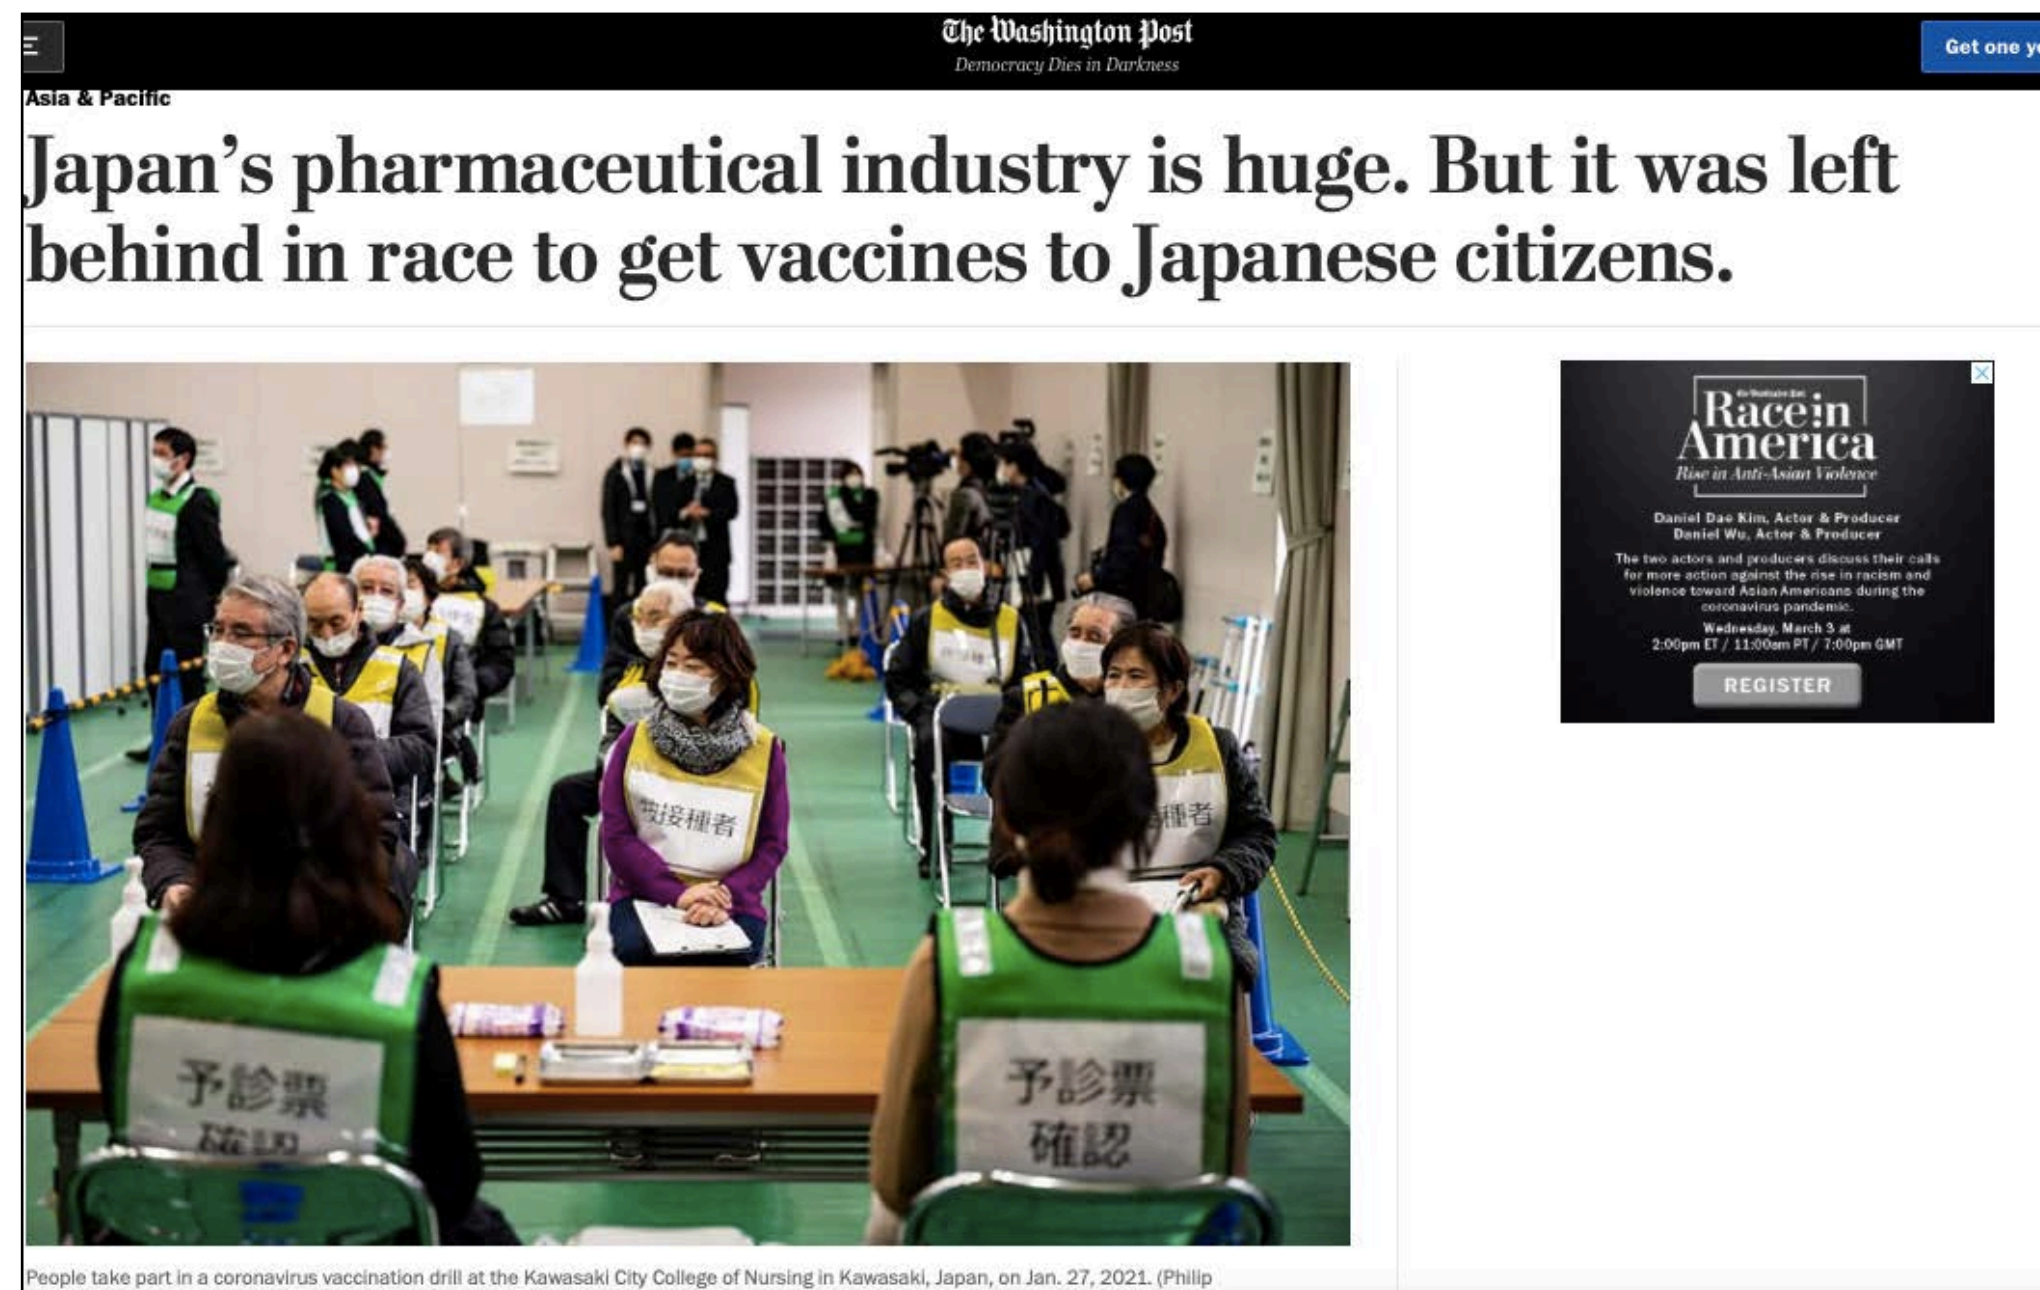 The Washington Post
Democracy Dies in Darkness
Get one
Asia & Pacific
Japan's pharmaceutical industry is huge. But it was left
behind in race to get vaccines to Japanese citizens.
The Washington Post
Race in
America
Rise in Anti-Asian Violence
Daniel Dae Kim, Actor & Producer
Daniel Wu, Actor & Producer
The two actors and producers discuss their calls
for more action against the rise in racism and
violence toward Asian Americans during the
coronavirus pandemic.
Wednesday, March 3 at
2:00pm ET / 11:00am PT / 7:00pm GMT
REGISTER
被接種者
種者
予診票
確認
予診票
確認
People take part in a coronavirus vaccination drill at the Kawasaki City College of Nursing in Kawasaki, Japan, on Jan. 27, 2021. (Philip